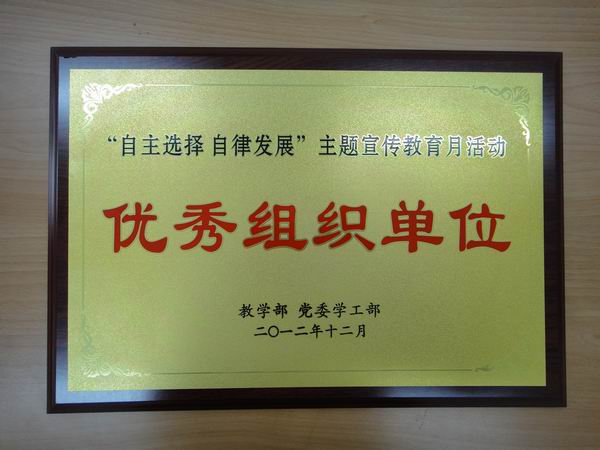 “自主选择 自律发展”主题宣传教育月活动
优秀组织单位
教学部 党委学工部
二〇一二年十二月